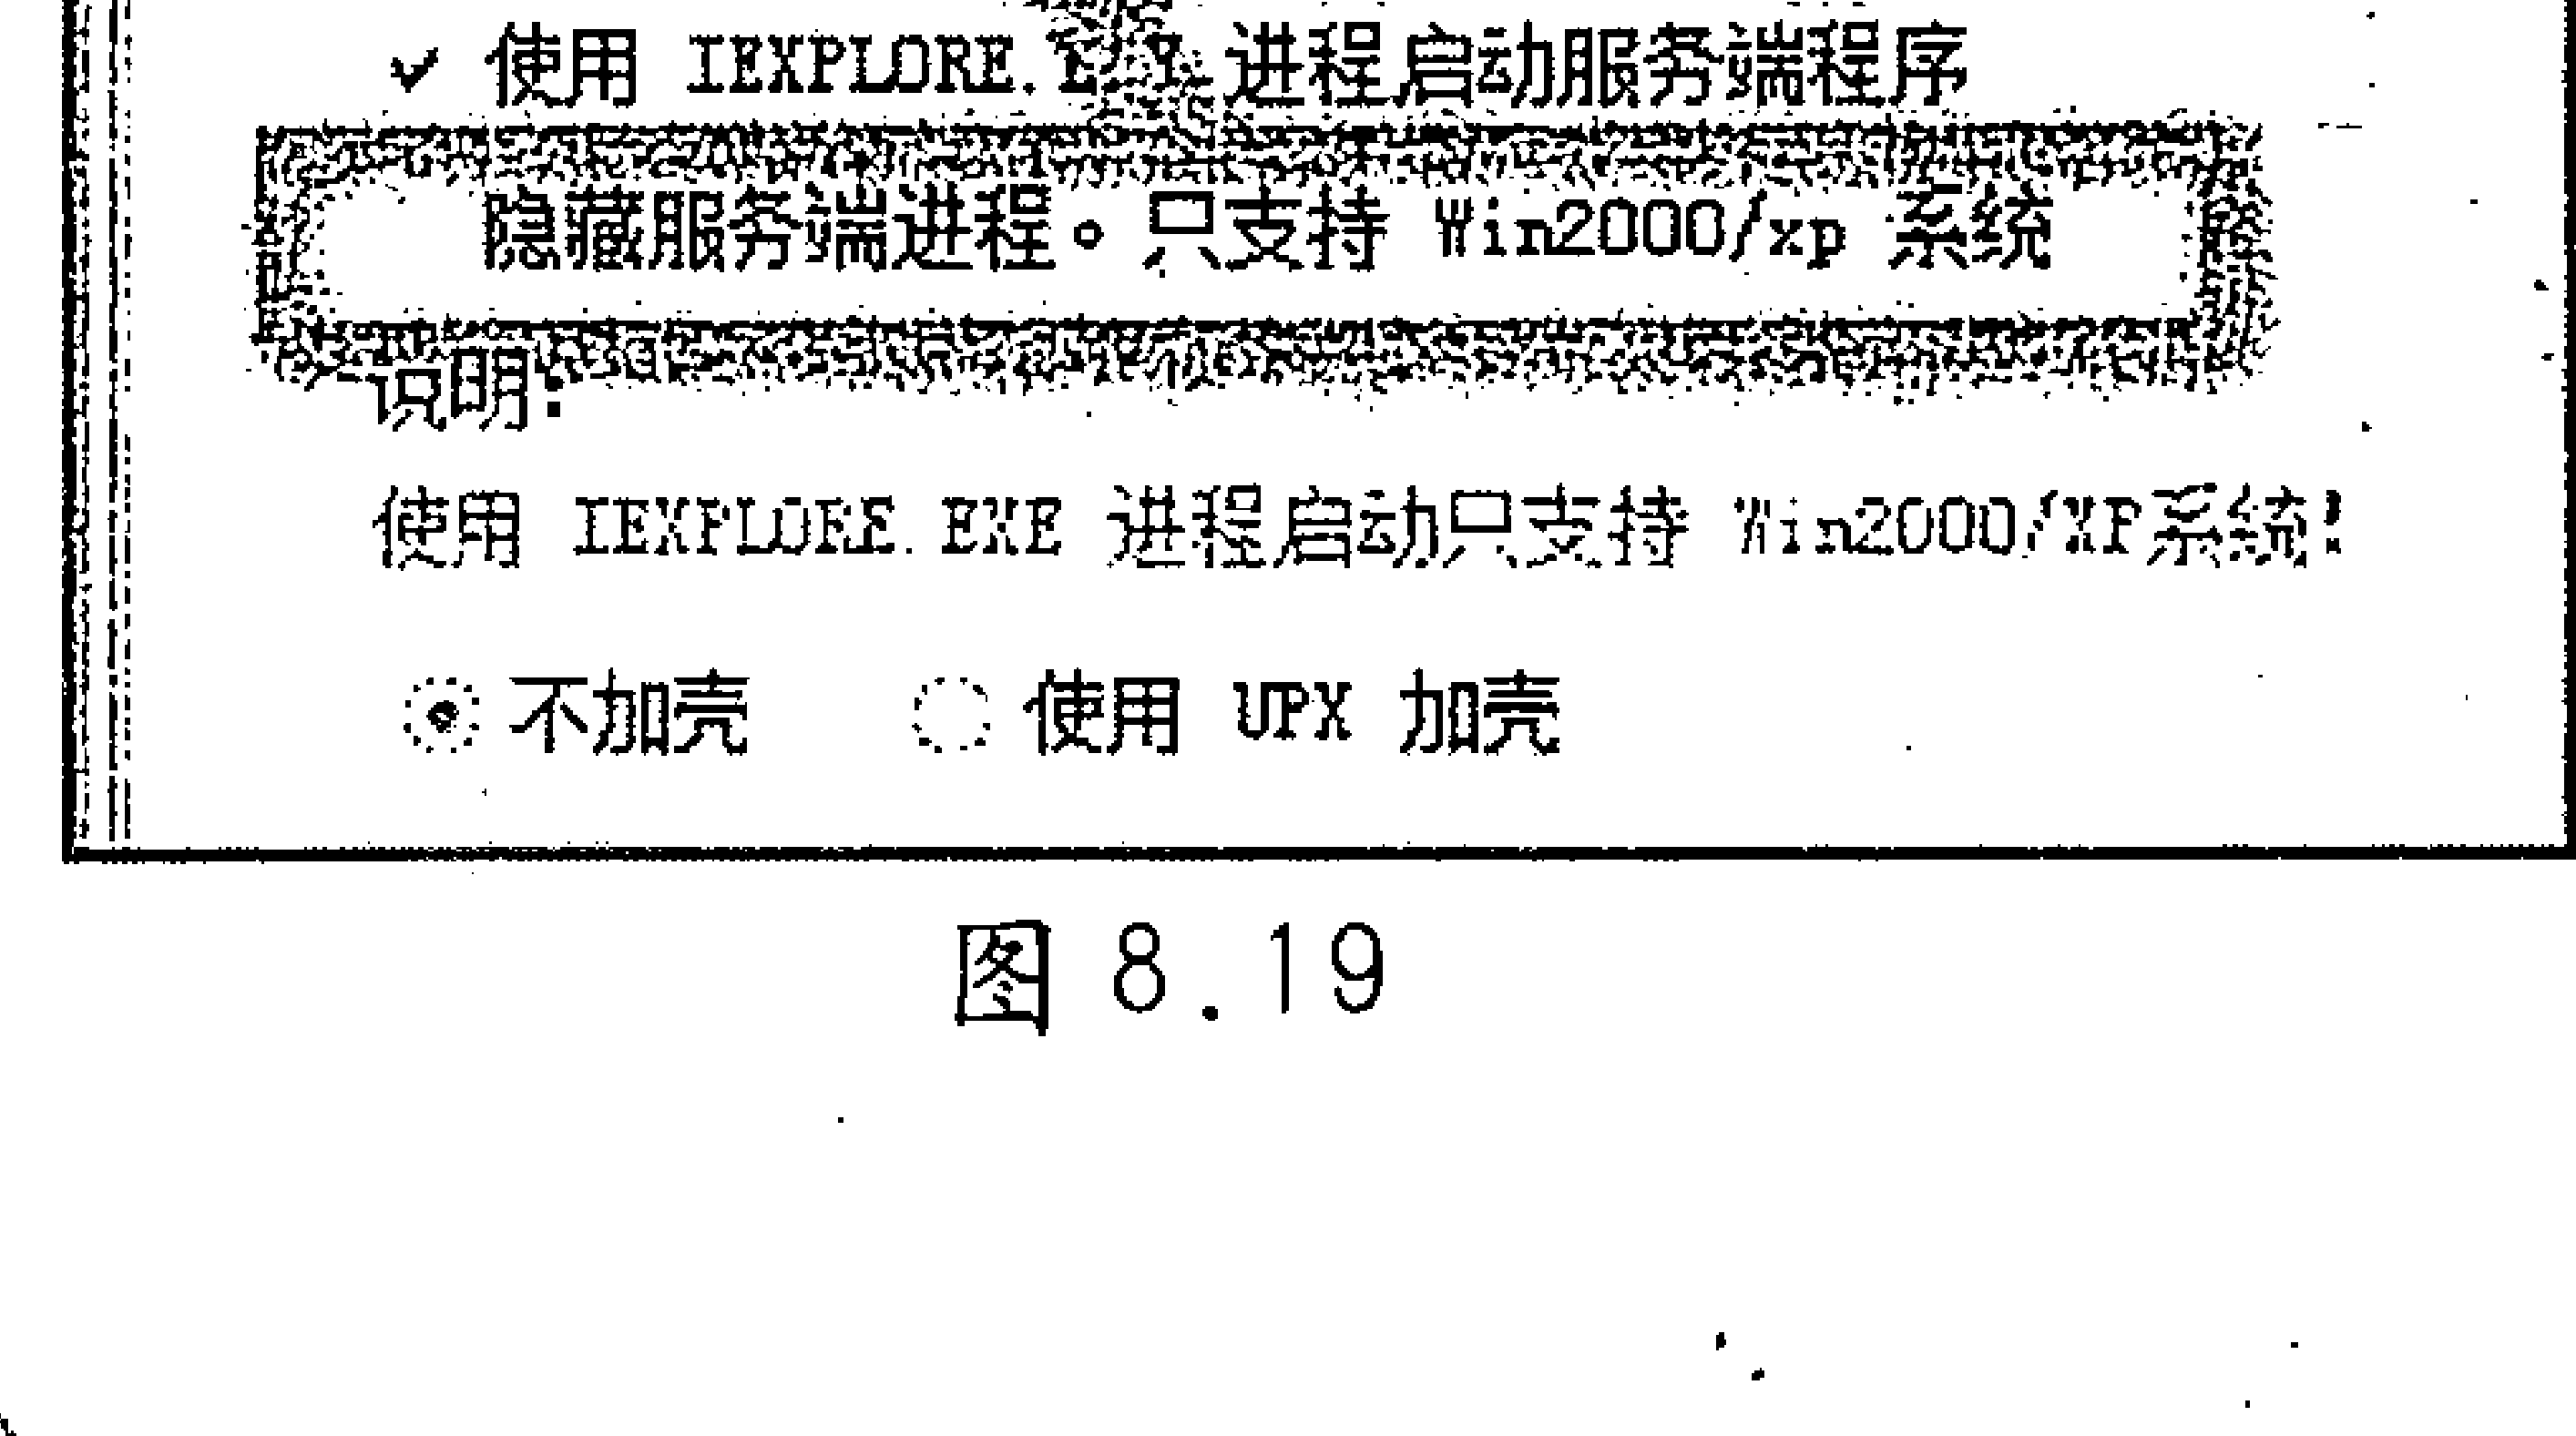 使用 IEXPLORE.EXE 进程启动服务端程序
隐藏服务端进程。只支持 Win2000/xp 系统
说明:
使用 IEXPLORE.EXE 进程启动只支持 Win2000/XP系统!
不加壳 使用 UPX 加壳
图 8.19